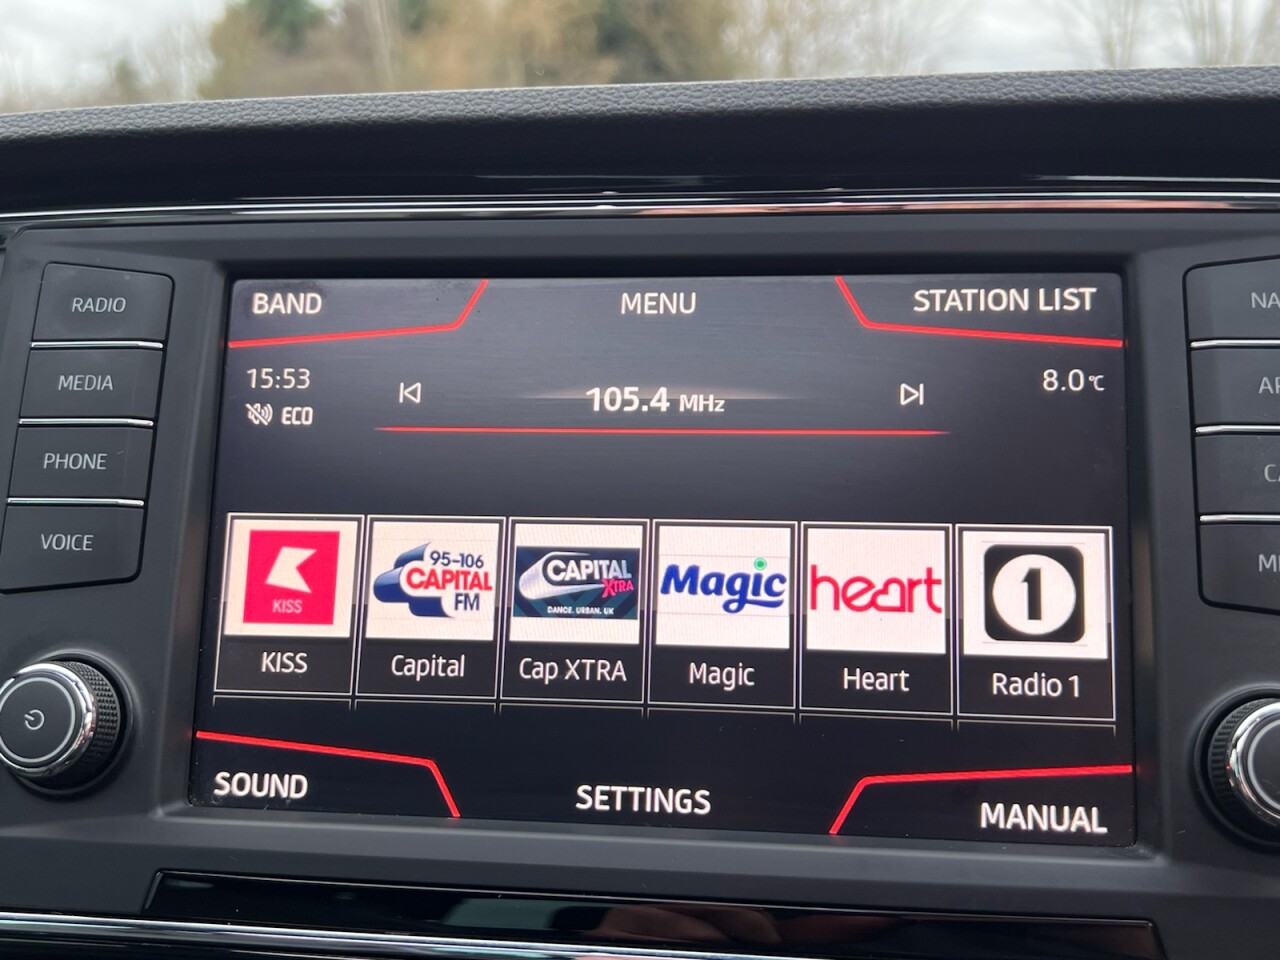 RADIO
MEDIA
PHONE
VOICE
BAND
MENU
STATION LIST
15:53
ECO
105.4 MHz
8.0°C
KISS
95-106
CAPITAL
FM
CAPITAL
XTRA
DANCE. URBAN. UK
Magic
heart
1
KISS
Capital
Cap XTRA
Magic
Heart
Radio 1
SOUND
SETTINGS
MANUAL